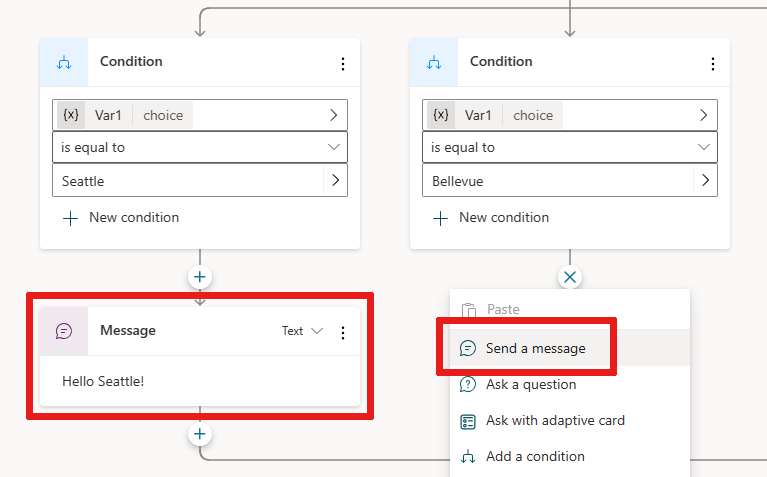 Condition
{x} Var1 choice
is equal to
Seattle
New condition
Message
Text
Hello Seattle!
Condition
{x} Var1 choice
is equal to
Bellevue
New condition
Paste
Send a message
Ask a question
Ask with adaptive card
Add a condition